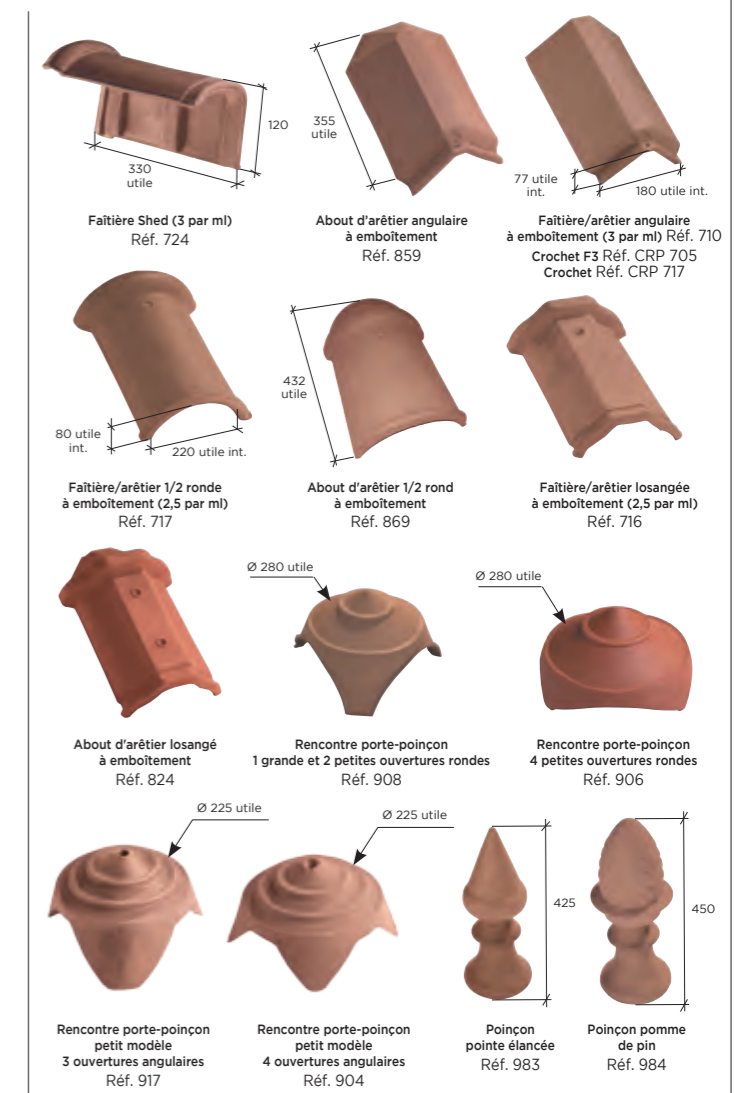 120
330
utile
Faîtière Shed (3 par ml)
Réf. 724
355
utile
About d'arêtier angulaire
à emboîtement
Réf. 859
77 utile
int.
180 utile int.
Faîtière/arêtier angulaire
à emboîtement (3 par ml) Réf. 710
Crochet F3 Réf. CRP 705
Crochet Réf. CRP 717
80 utile
int.
220 utile int.
Faîtière/arêtier 1/2 ronde
à emboîtement (2,5 par ml)
Réf. 717
432
utile
About d'arêtier 1/2 rond
à emboîtement
Réf. 869
Faîtière/arêtier losangée
à emboîtement (2,5 par ml)
Réf. 716
About d'arêtier losangé
à emboîtement
Réf. 824
Ø 280 utile
Rencontre porte-poinçon
1 grande et 2 petites ouvertures rondes
Réf. 908
Ø 280 utile
Rencontre porte-poinçon
4 petites ouvertures rondes
Réf. 906
Ø 225 utile
Rencontre porte-poinçon
petit modèle
3 ouvertures angulaires
Réf. 917
Ø 225 utile
Rencontre porte-poinçon
petit modèle
4 ouvertures angulaires
Réf. 904
425
Poinçon
pointe élancée
Réf. 983
450
Poinçon pomme
de pin
Réf. 984